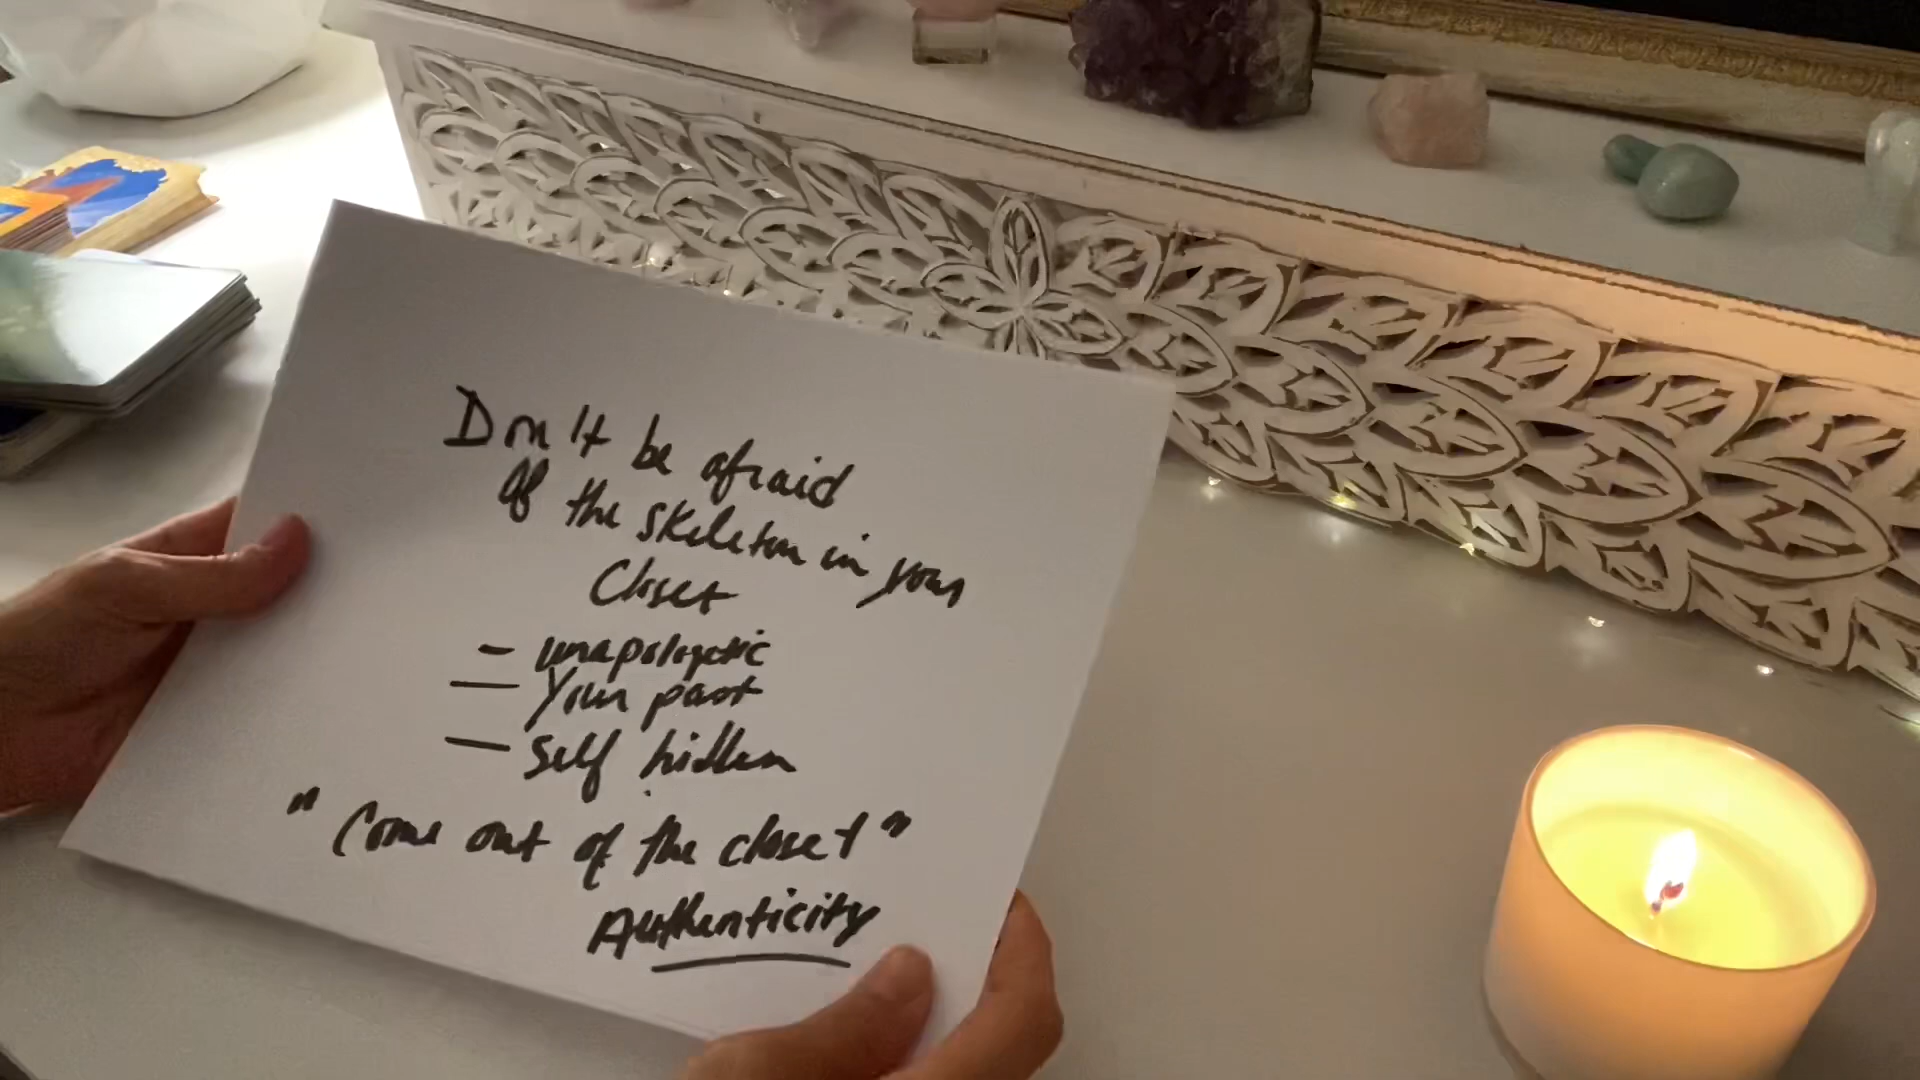 Don't be afraid
of the skeleton in your
Closet
- unapologetic
- Your past
- Self hidden
"Come out of the closet"
Authenticity